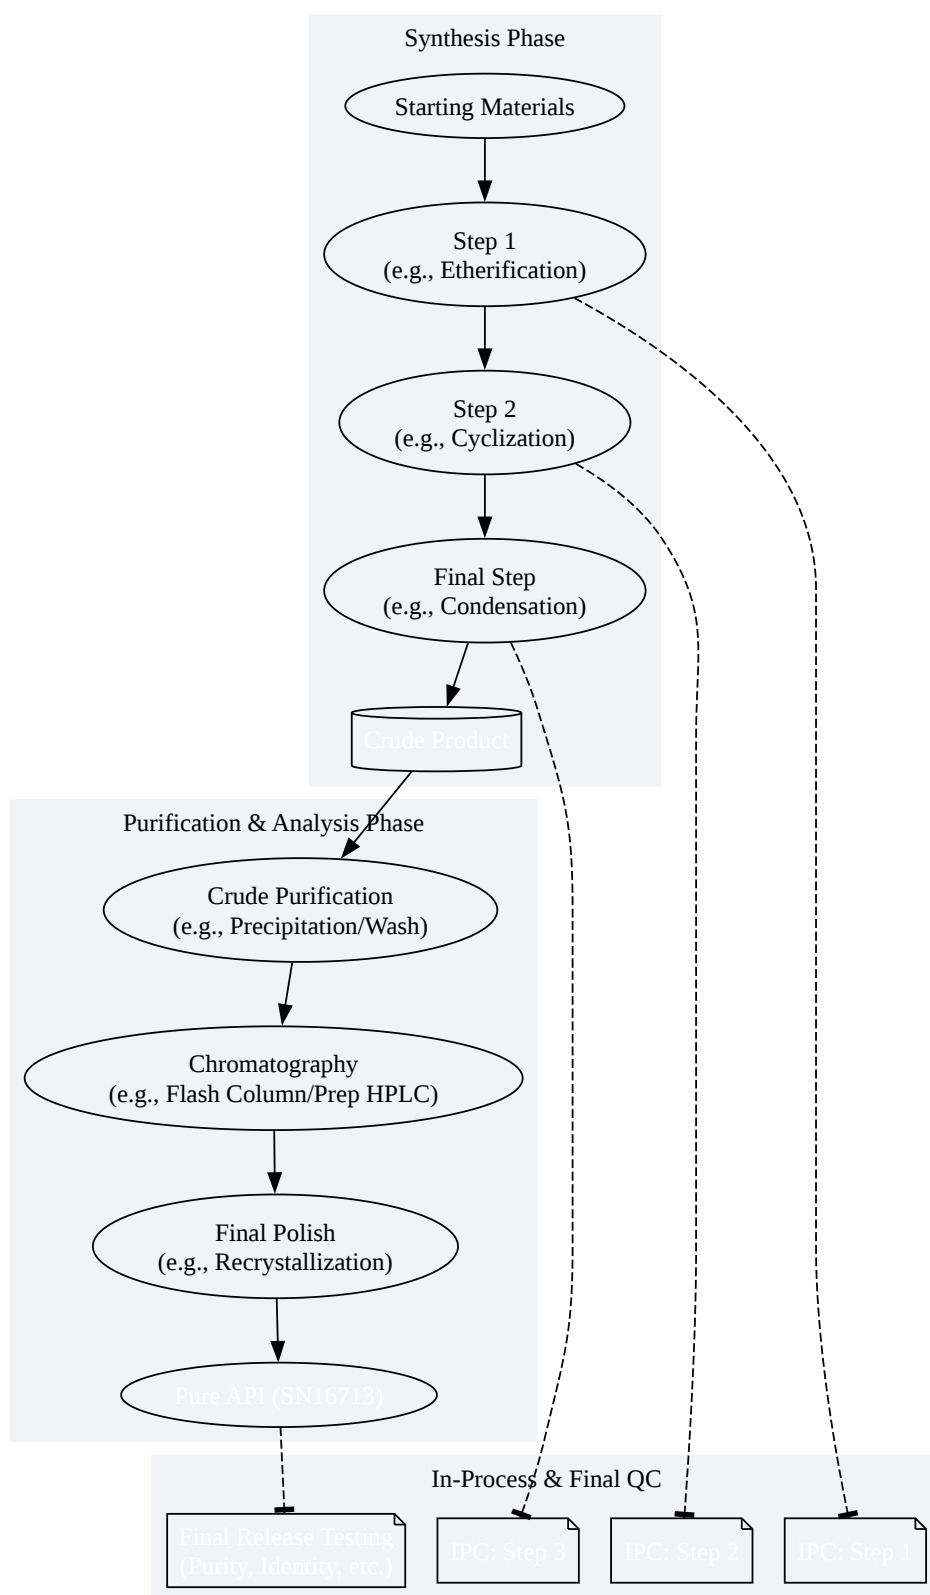 Synthesis Phase
Starting Materials
Step 1
(e.g., Etherification)
Step 2
(e.g., Cyclization)
Final Step
(e.g., Condensation)
Crude Product
Purification & Analysis Phase
Crude Purification
(e.g., Precipitation/Wash)
Chromatography
(e.g., Flash Column/Prep HPLC)
Final Polish
(e.g., Recrystallization)
Pure API (SN16713)
In-Process & Final QC
Final Release Testing
(Purity, Identity, etc.)
IPC: Step 3
IPC: Step 2
IPC: Step 1